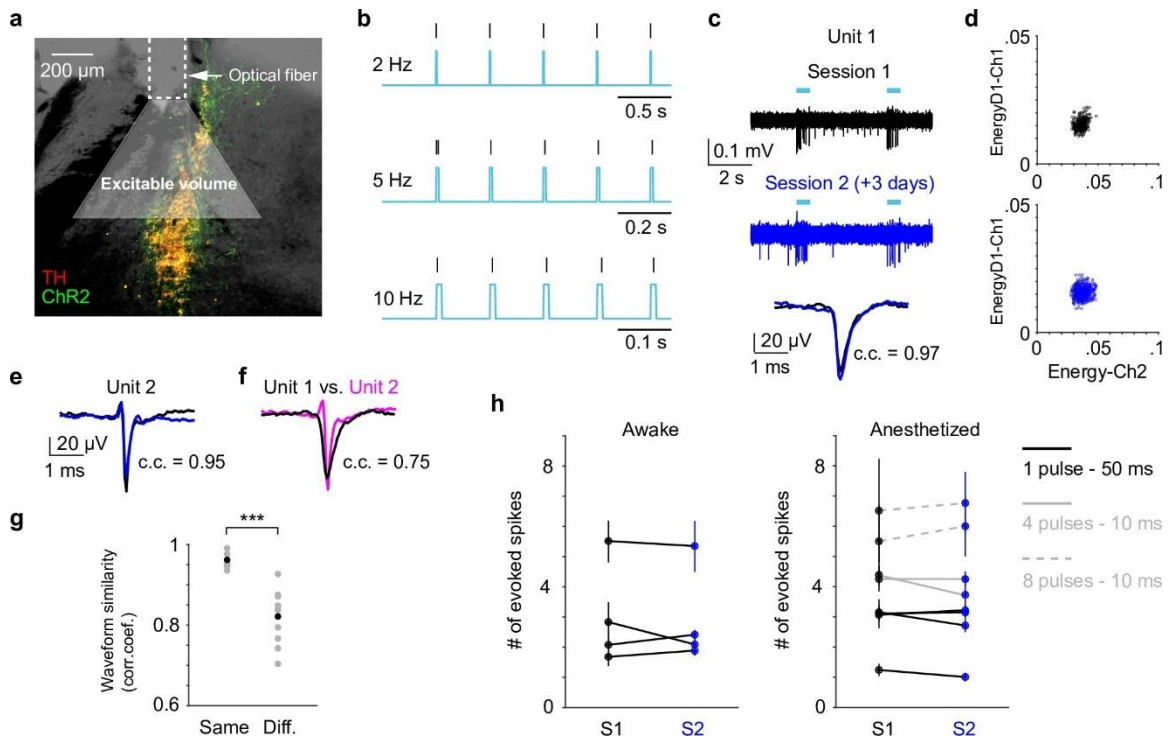 a
200 µm
Optical fiber
Excitable volume
TH
ChR2
b
2 Hz
0.5 s
5 Hz
0.2 s
10 Hz
0.1 s
c
Unit 1
Session 1
0.1 mV
2 s
Session 2 (+3 days)
20 µV
1 ms
c.c. = 0.97
d
.05
EnergyD1-Ch1
0
0
.05
.1
.05
EnergyD1-Ch1
0
0
.05
.1
Energy-Ch2
e
Unit 2
20 µV
1 ms
c.c. = 0.95
f
Unit 1 vs. Unit 2
c.c. = 0.75
g
***
Waveform similarity
(corr.coef.)
1
0.8
0.6
Same
Diff.
h
Awake
# of evoked spikes
8
4
0
S1
S2
Anesthetized
# of evoked spikes
8
4
0
S1
S2
1 pulse - 50 ms
4 pulses - 10 ms
8 pulses - 10 ms